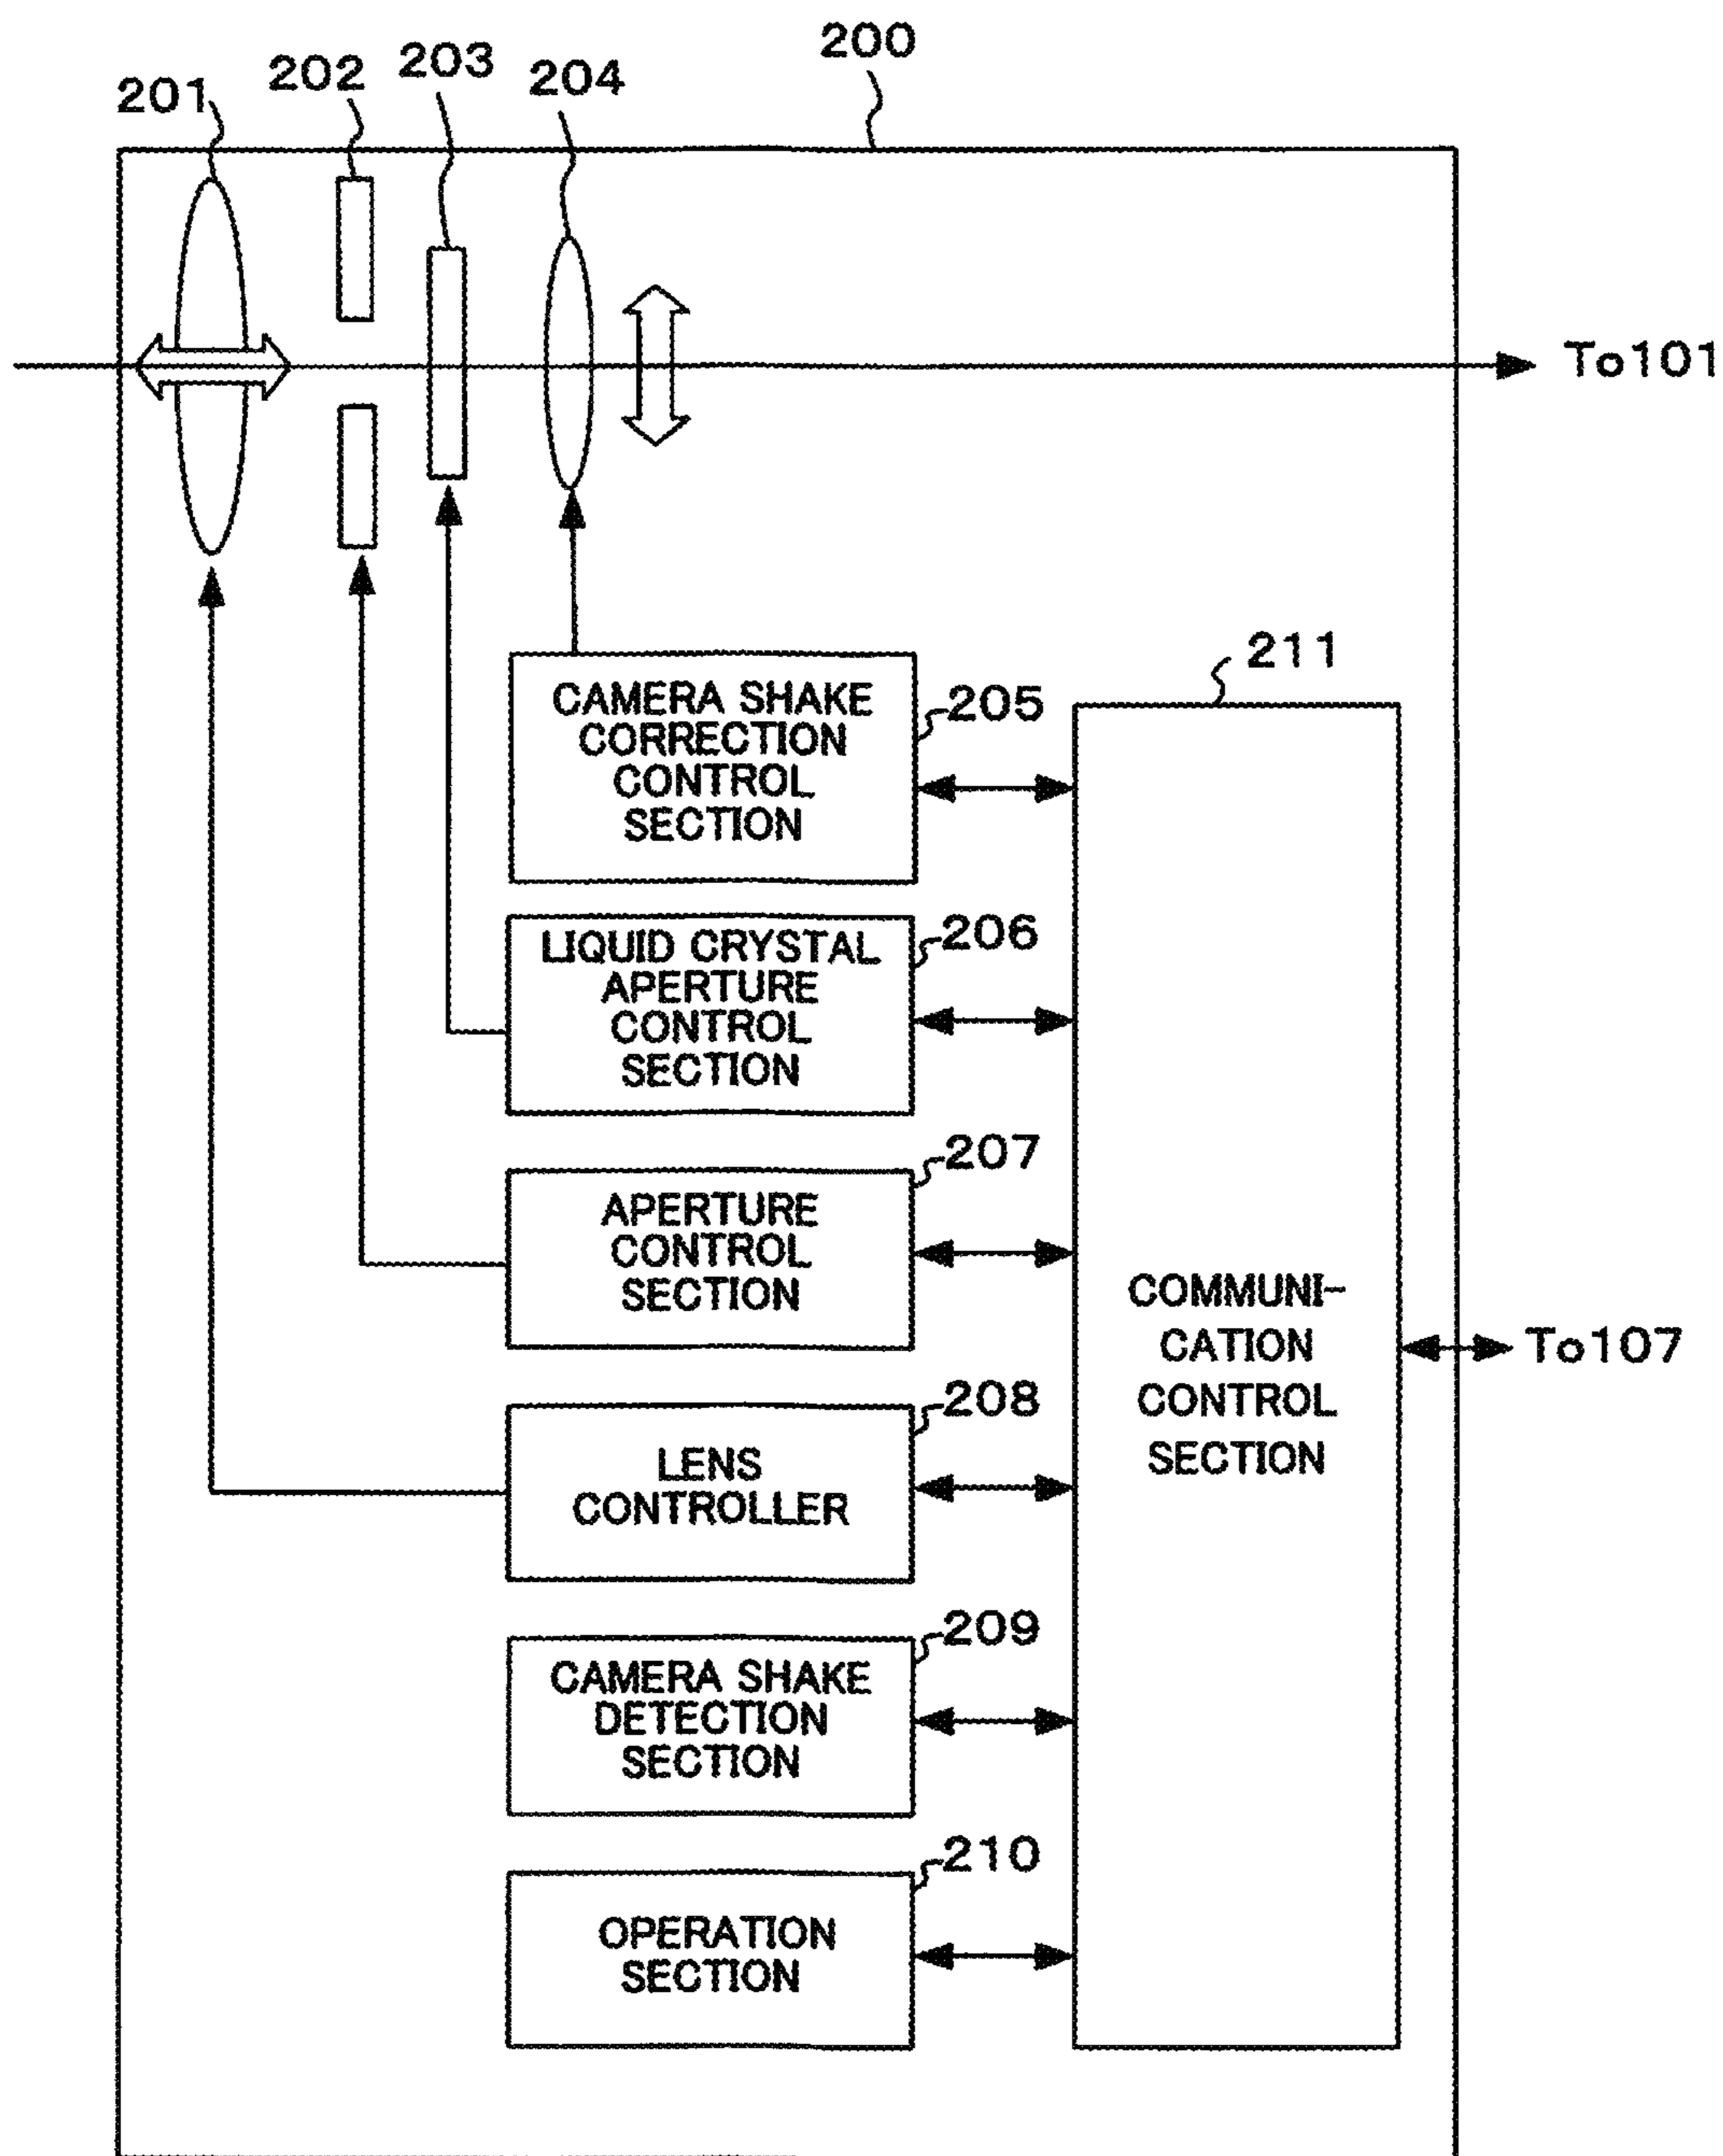 200
201
202
203
204
To101
CAMERA SHAKE
CORRECTION
CONTROL
SECTION
205
211
LIQUID CRYSTAL
APERTURE
CONTROL
SECTION
206
APERTURE
CONTROL
SECTION
207
COMMUNI-
CATION
CONTROL
SECTION
To107
LENS
CONTROLLER
208
CAMERA SHAKE
DETECTION
SECTION
209
OPERATION
SECTION
210